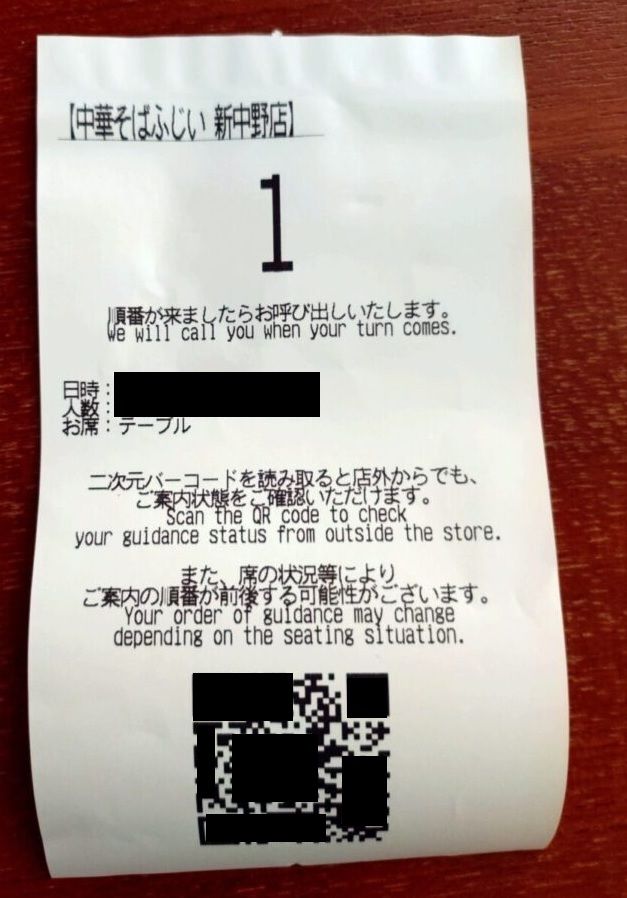 【中華そばふじい 新中野店】
1
順番が来ましたらお呼び出しいたします。
We will call you when your turn comes.
日時：
人数：
お席：テーブル
二次元バーコードを読み取ると店外からでも、
ご案内状態をご確認いただけます。
Scan the QR code to check
your guidance status from outside the store.
また、席の状況等により
ご案内の順番が前後する可能性がございます。
Your order of guidance may change
depending on the seating situation.